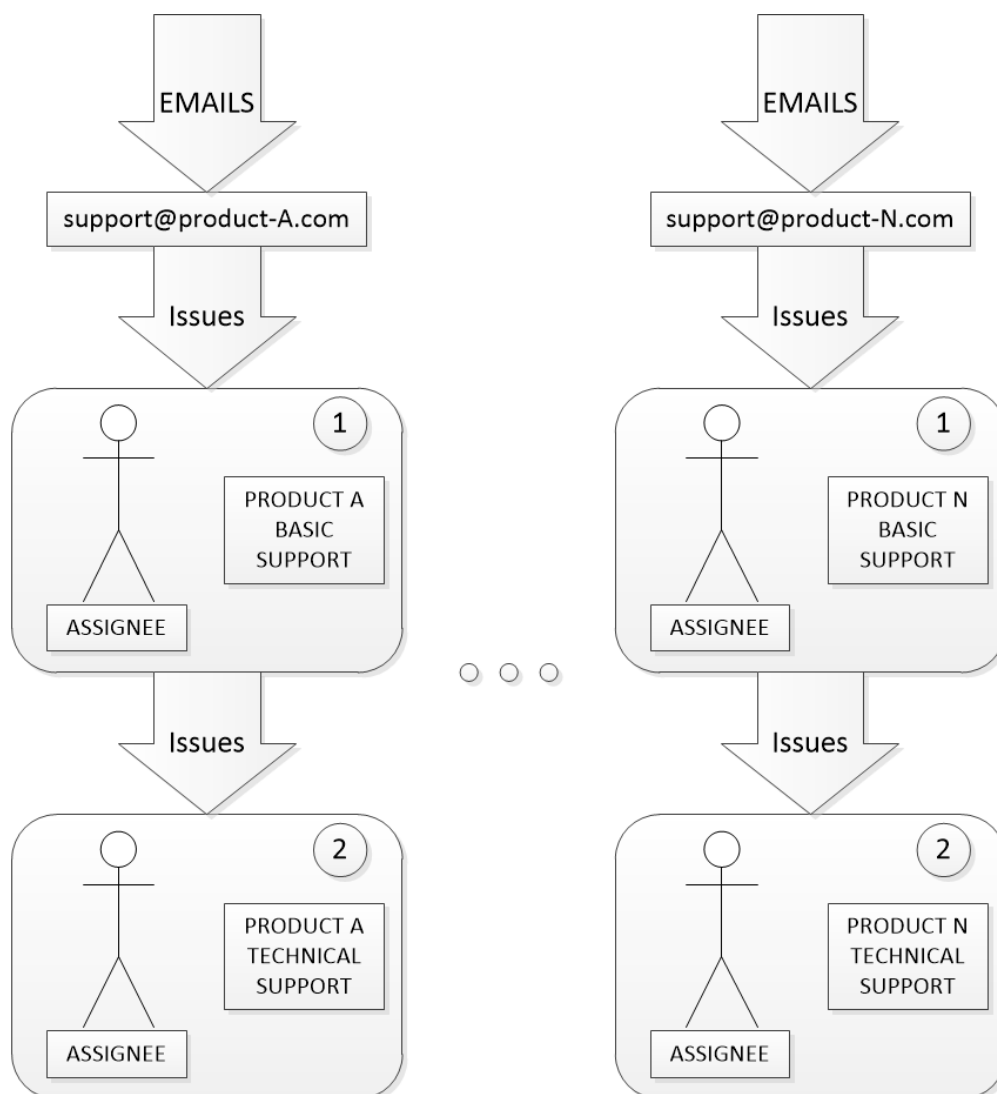 EMAILS
support@product-A.com
Issues
1
PRODUCT A
BASIC
SUPPORT
ASSIGNEE
Issues
2
PRODUCT A
TECHNICAL
SUPPORT
ASSIGNEE
EMAILS
support@product-N.com
Issues
1
PRODUCT N
BASIC
SUPPORT
ASSIGNEE
Issues
2
PRODUCT N
TECHNICAL
SUPPORT
ASSIGNEE